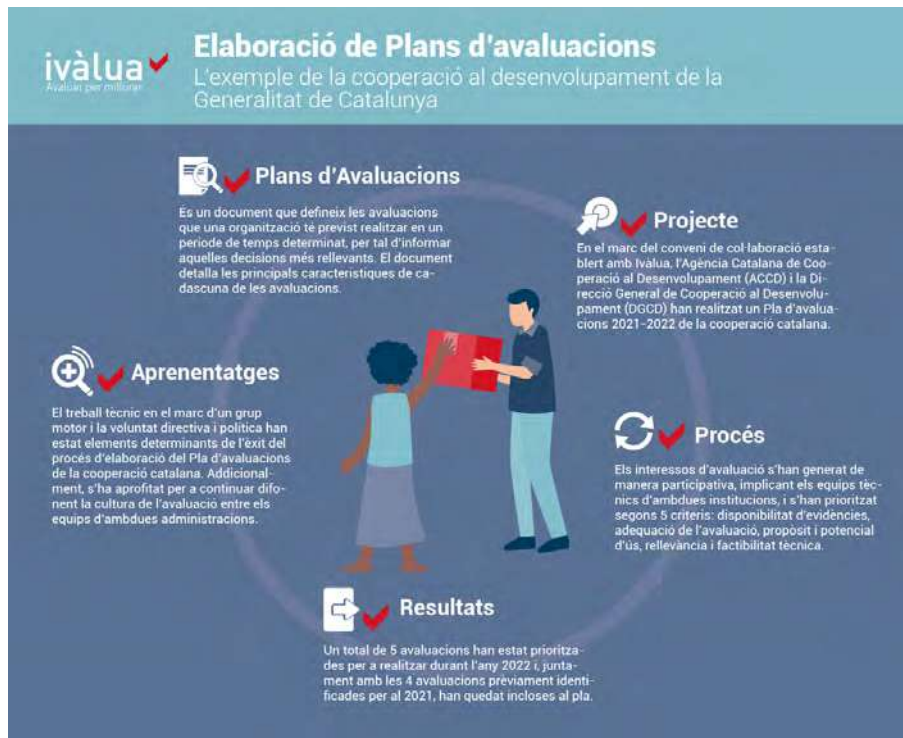 ivàlua
Avaluar per millorar
Elaboració de Plans d'avaluacions
L'exemple de la cooperació al desenvolupament de la
Generalitat de Catalunya
Plans d'Avaluacions
És un document que defineix les avaluacions
que una organització té previst realitzar en un
període de temps determinat, per tal d'informar
aquelles decisions més rellevants. El document
detalla les principals característiques de ca-
dascuna de les avaluacions.
Projecte
En el marc del conveni de col·laboració esta-
blert amb Ivàlua, l'Agència Catalana de Coo-
peració al Desenvolupament (ACCD) i la Di-
recció General de Cooperació al Desenvolu-
pament (DGCD) han realitzat un Pla d'avalua-
cions 2021-2022 de la cooperació catalana.
Procés
Els interessos d'avaluació s'han generat de
manera participativa, implicant els equips tèc-
nics d'ambdues institucions, i s'han prioritzat
segons 5 criteris: disponibilitat d'evidències,
adequació de l'avaluació, propòsit i potencial
d'ús, rellevància i factibilitat tècnica.
Resultats
Un total de 5 avaluacions han estat prioritza-
des per a realitzar durant l'any 2022 i, junta-
ment amb les 4 avaluacions prèviament identi-
ficades per al 2021, han quedat incloses al pla.
Aprenentatges
El treball tècnic en el marc d'un grup
motor i la voluntat directiva i política han
estat elements determinants de l'èxit del
procés d'elaboració del Pla d'avaluacions
de la cooperació catalana. Addicional-
ment, s'ha aprofitat per a continuar difo-
nent la cultura de l'avaluació entre els
equips d'ambdues administracions.